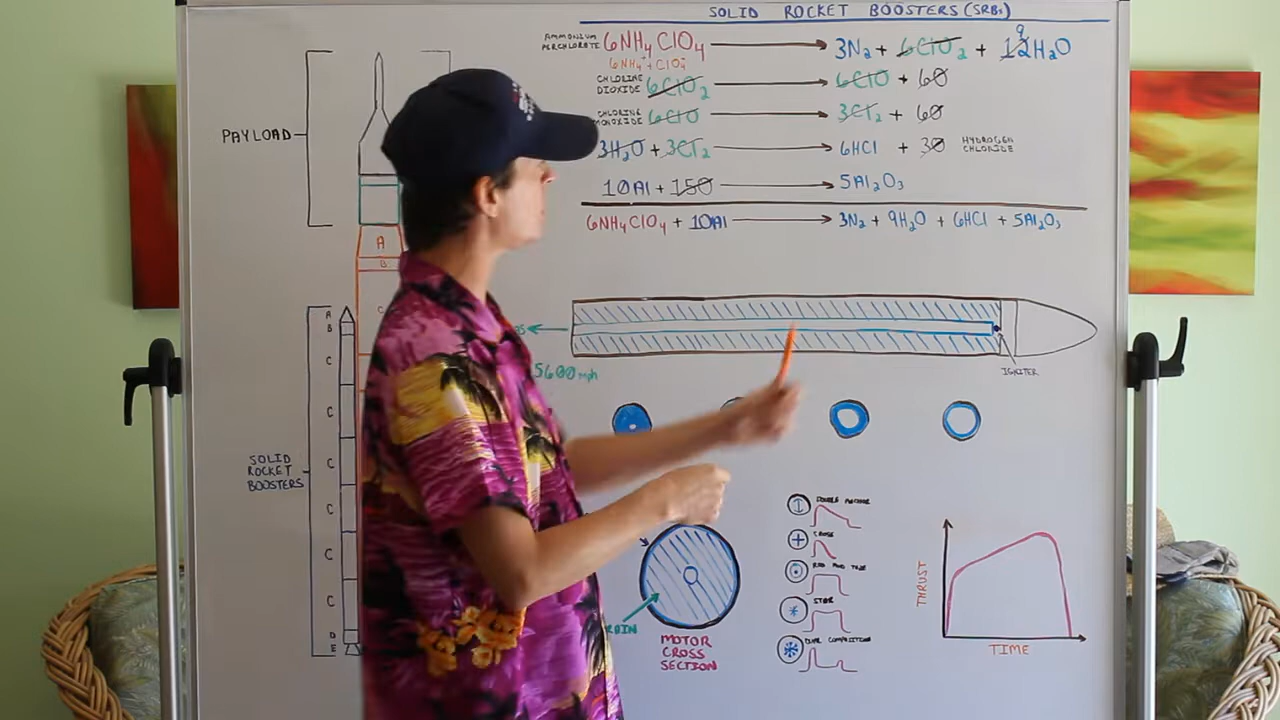 SOLID ROCKET BOOSTERS (SRBs)
AMMONIUM PERCHLORATE 6NH₄ClO₄ → 3N₂ + 6ClO₂ + 12 9 H₂O
6NH₄⁺ClO₄⁻
CHLORINE DIOXIDE 6ClO₂ → 6ClO + 6O
CHLORINE MONOXIDE 6ClO → 3Cl₂ + 6O
3H₂O + 3Cl₂ → 6HCl + 3O HYDROGEN CHLORIDE
10Al + 15O → 5Al₂O₃
6NH₄ClO₄ + 10Al → 3N₂ + 9H₂O + 6HCl + 5Al₂O₃
PAYLOAD
A
B
C
5600 mph
IGNITER
SOLID
ROCKET
BOOSTERS
A
B
C
C
C
C
C
C
D
E
MOTOR
CROSS
SECTION
DOUBLE ANCHOR
CROSS
ROD AND TUBE
STAR
DUAL COMPOSITION
THRUST
TIME